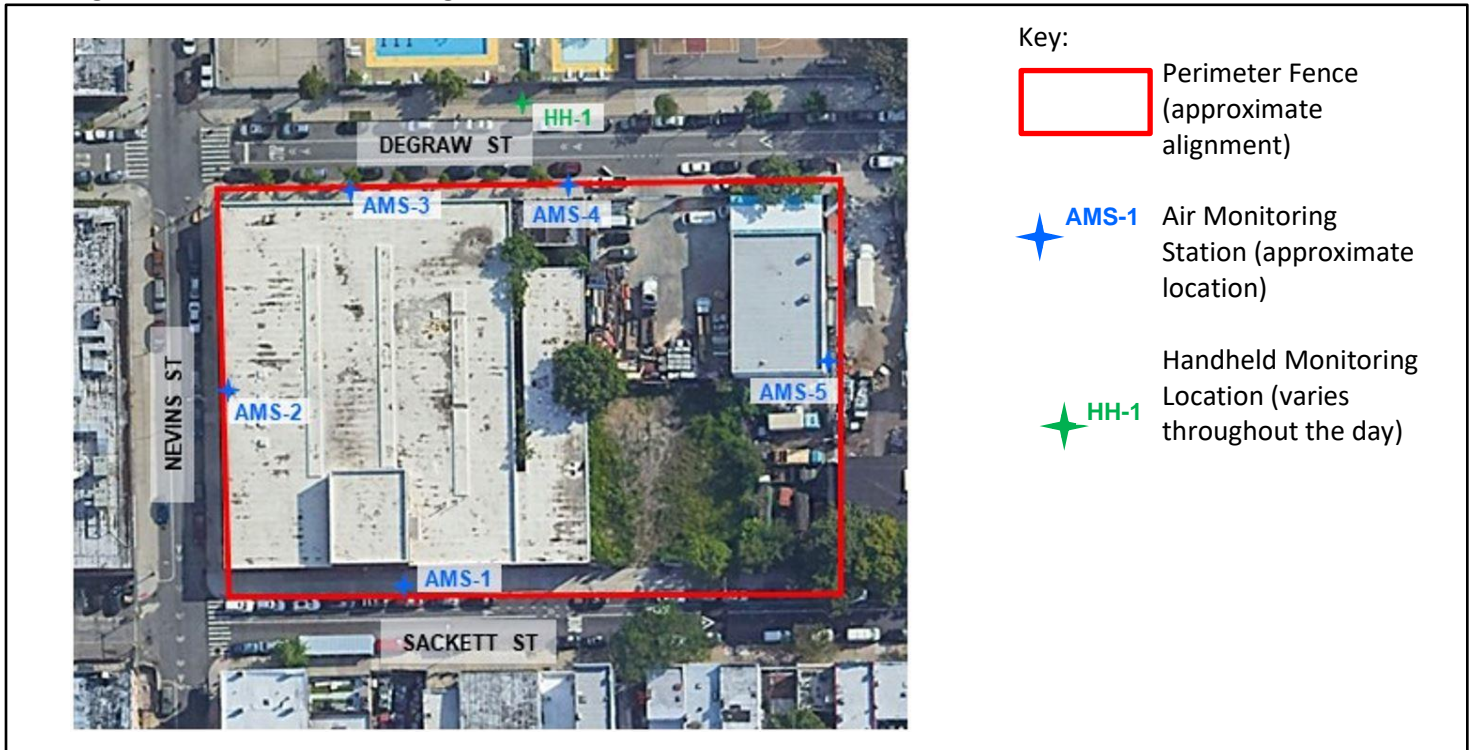 HH-1
DEGRAW ST
AMS-3
AMS-4
NEVINS ST
AMS-2
AMS-5
AMS-1
SACKETT ST
Key:
Perimeter Fence
(approximate
alignment)
AMS-1
Air Monitoring
Station (approximate
location)
HH-1
Handheld Monitoring
Location (varies
throughout the day)